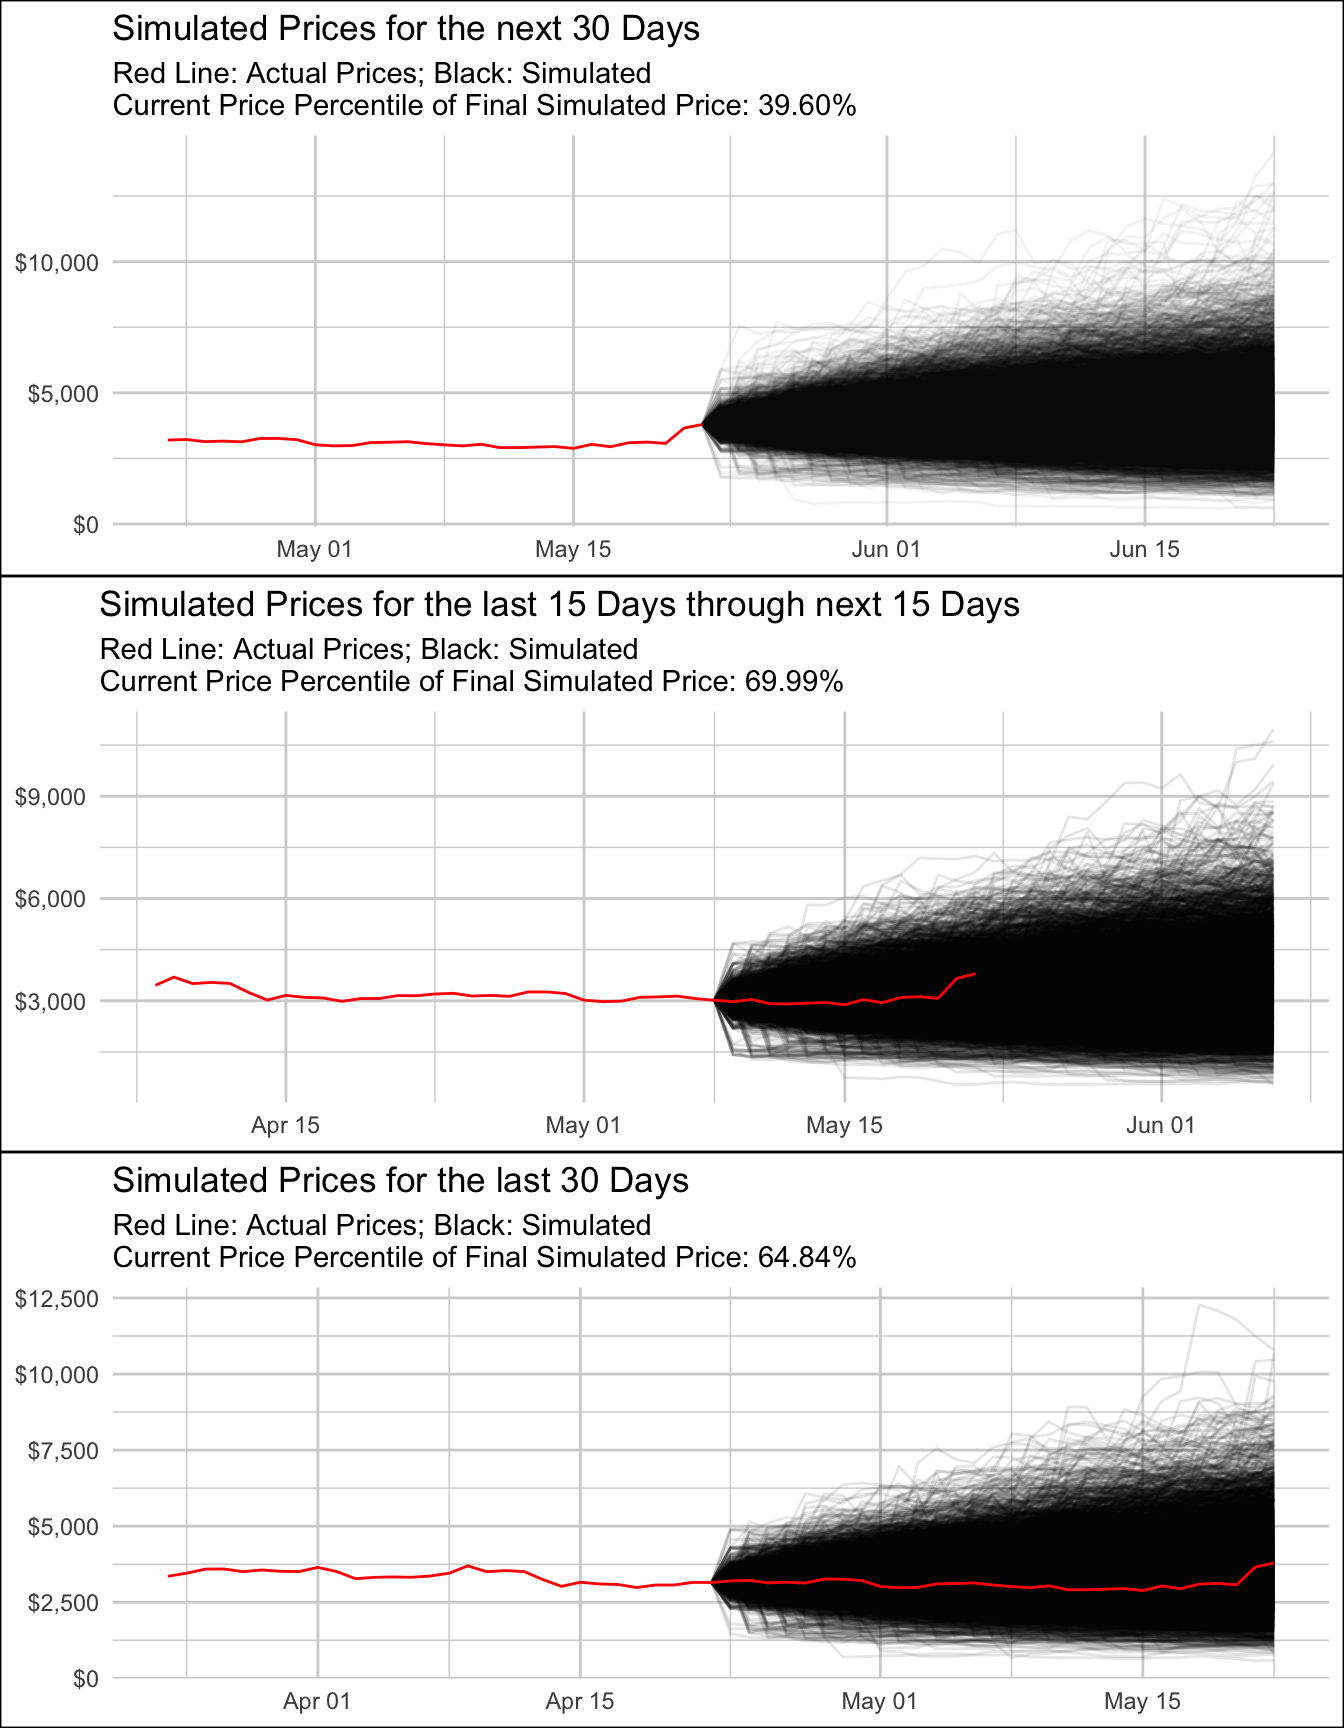 Simulated Prices for the next 30 Days
Red Line: Actual Prices; Black: Simulated
Current Price Percentile of Final Simulated Price: 39.60%
$10,000
$5,000
$0
May 01
May 15
Jun 01
Jun 15
Simulated Prices for the last 15 Days through next 15 Days
Red Line: Actual Prices; Black: Simulated
Current Price Percentile of Final Simulated Price: 69.99%
$9,000
$6,000
$3,000
Apr 15
May 01
May 15
Jun 01
Simulated Prices for the last 30 Days
Red Line: Actual Prices; Black: Simulated
Current Price Percentile of Final Simulated Price: 64.84%
$12,500
$10,000
$7,500
$5,000
$2,500
$0
Apr 01
Apr 15
May 01
May 15